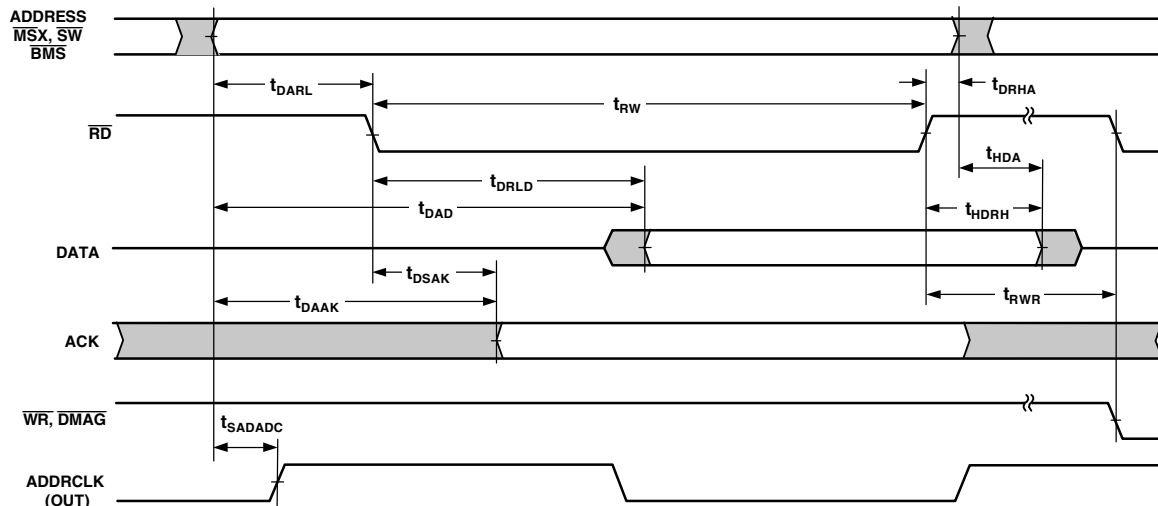 ADDRESS
MSX, SW
BMS
tDARL
tRW
tDRHA
RD
tHDA
tDRLD
tDAD
tHDRH
DATA
tDSAK
tDAAK
tRWR
ACK
WR, DMAG
tSADADC
ADDRCLK
(OUT)